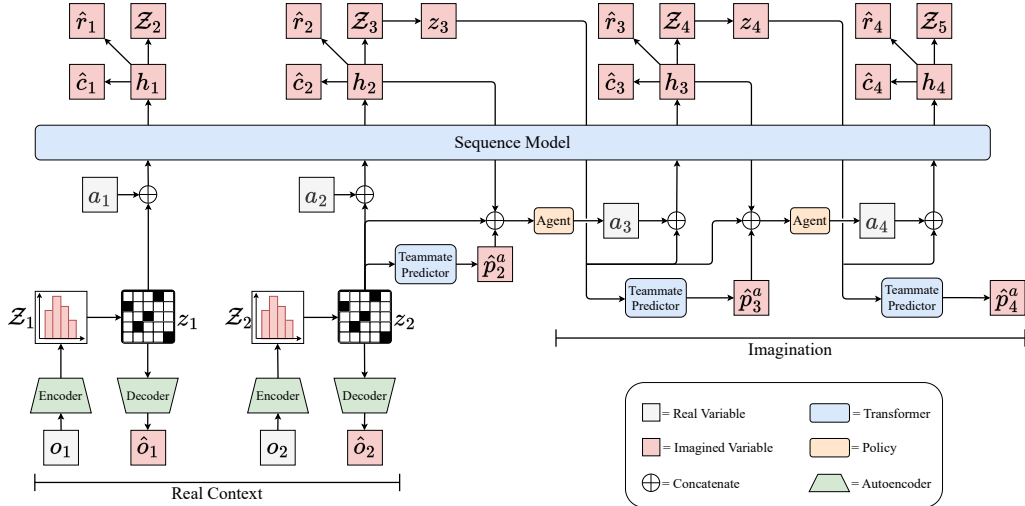 r̂₁ 𝒵₂ r̂₂ 𝒵₃ z₃ r̂₃ 𝒵₄ z₄ r̂₄ 𝒵₅
ĉ₁ h₁ ĉ₂ h₂ ĉ₃ h₃ ĉ₄ h₄
Sequence Model
a₁ a₂ Agent a₃ Agent a₄
Teammate
Predictor
p̂₂ᵃ
Teammate
Predictor
p̂₃ᵃ
Teammate
Predictor
p̂₄ᵃ
𝒵₁ z₁ 𝒵₂ z₂
Imagination
Encoder Decoder Encoder Decoder
o₁ ô₁ o₂ ô₂
Real Context
= Real Variable
= Transformer
= Imagined Variable
= Policy
= Concatenate
= Autoencoder